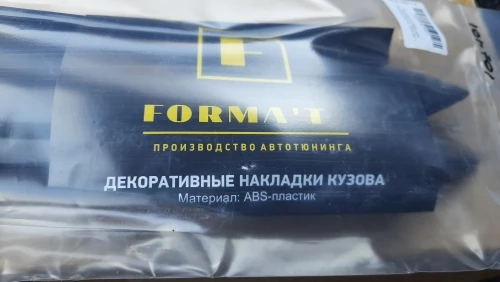 F
FORMA'T
ПРОИЗВОДСТВО АВТОТЮНИНГА
ДЕКОРАТИВНЫЕ НАКЛАДКИ КУЗОВА
Материал: ABS-пластик